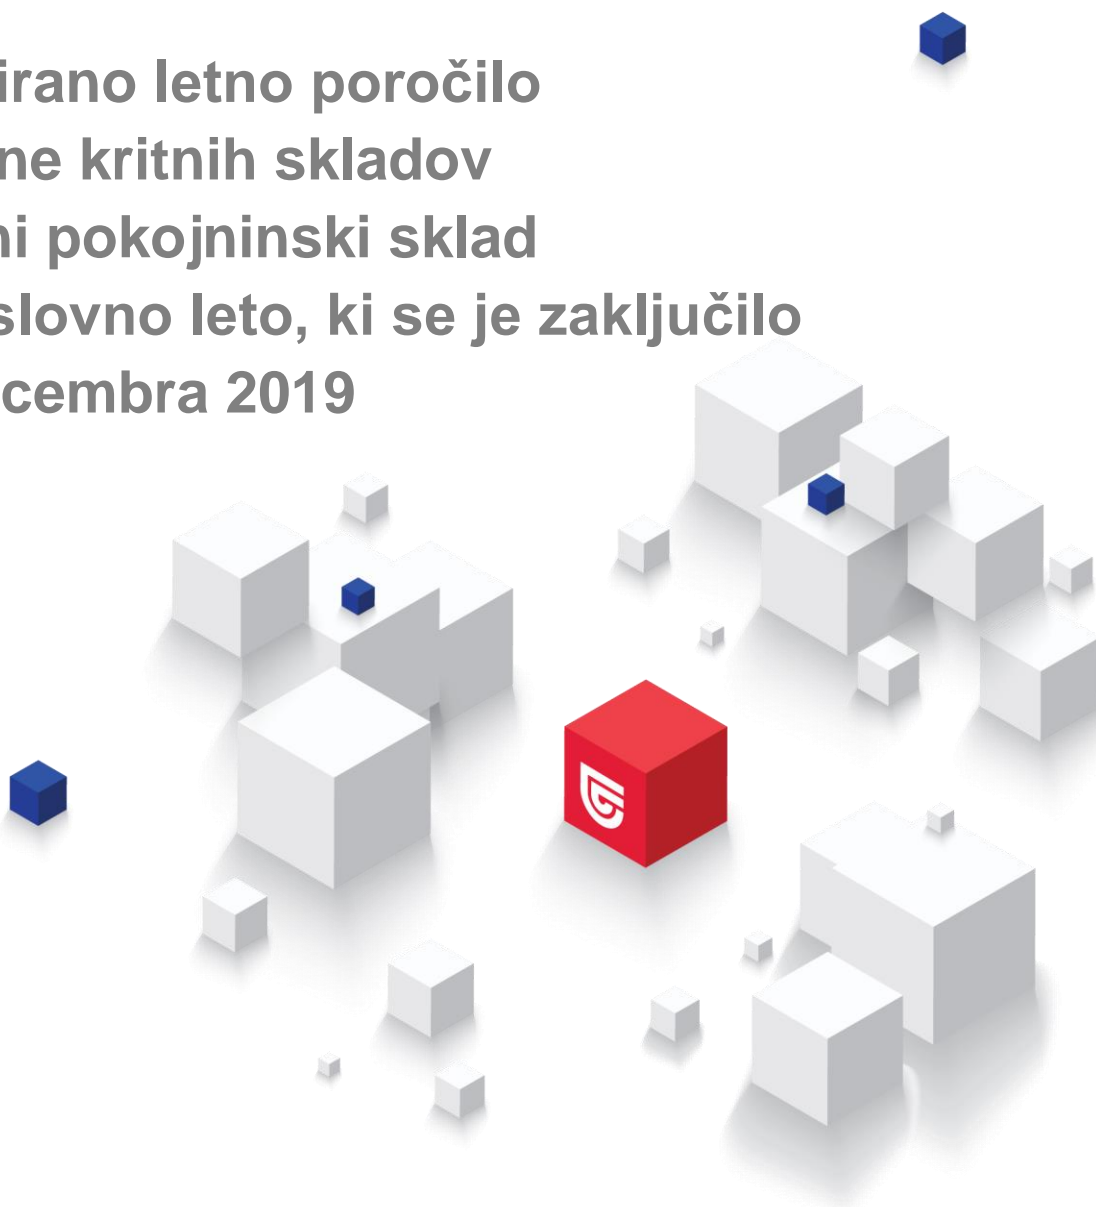 irano letno poročilo
ne kritnih skladov
ni pokojninski sklad
slovno leto, ki se je zaključilo
cembra 2019